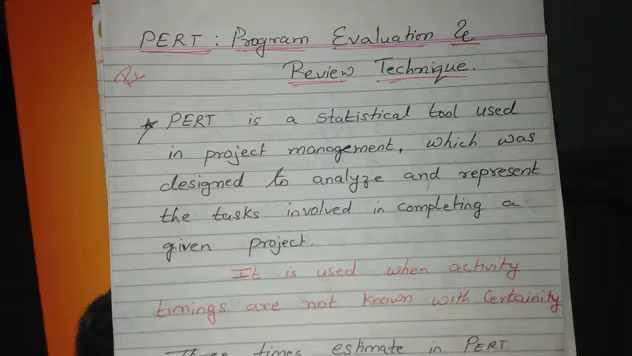 PERT : Program Evaluation &
Review Technique.
* PERT is a statistical tool used
in project management, which was
designed to analyze and represent
the tasks involved in completing a
given project.
It is used when activity
timings are not known with certainity
times estimate in PERT